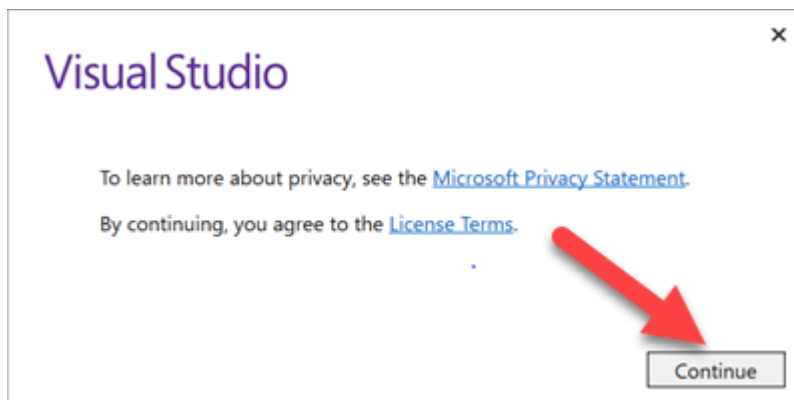 Visual Studio
To learn more about privacy, see the Microsoft Privacy Statement.
By continuing, you agree to the License Terms.
Continue